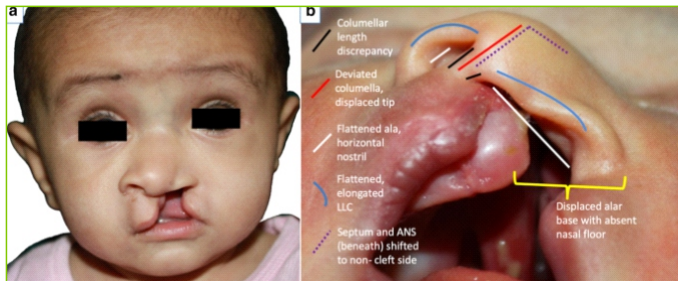 a
b
Columellar
length
discrepancy
Deviated
columella,
displaced tip
Flattened ala,
horizontal
nostril
Flattened,
elongated
LLC
Septum and ANS
(beneath) shifted
to non- cleft side
Displaced alar
base with absent
nasal floor